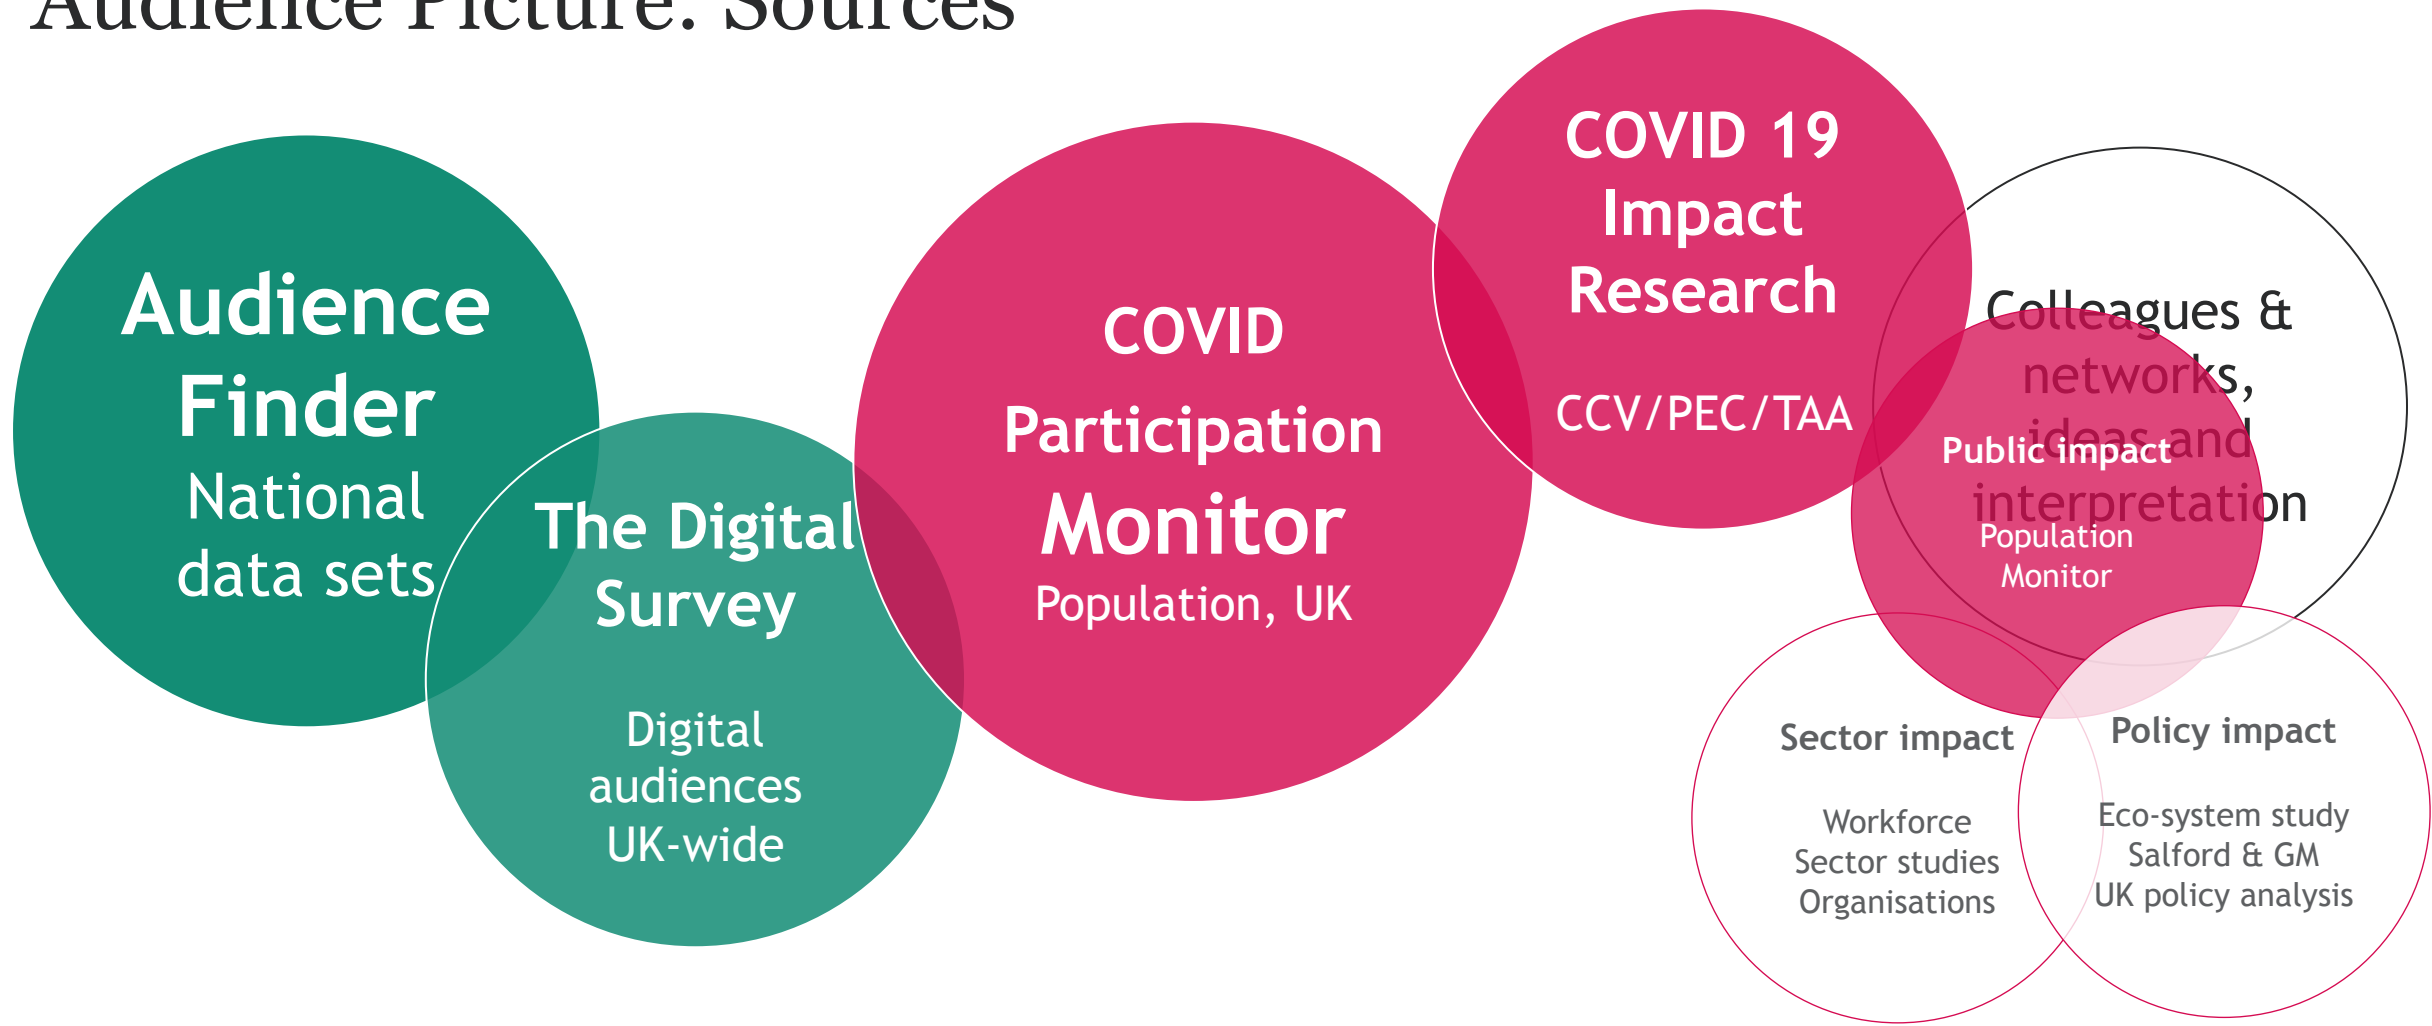 Audience Picture: Sources
Audience
Finder
National
data sets
The Digital
Survey
Digital
audiences
UK-wide
COVID
Participation
Monitor
Population, UK
COVID 19
Impact
Research
CCV/PEC/TAA
Colleagues &
networks,
ideas and
interpretation
Public impact
Population
Monitor
Sector impact
Workforce
Sector studies
Organisations
Policy impact
Eco-system study
Salford & GM
UK policy analysis